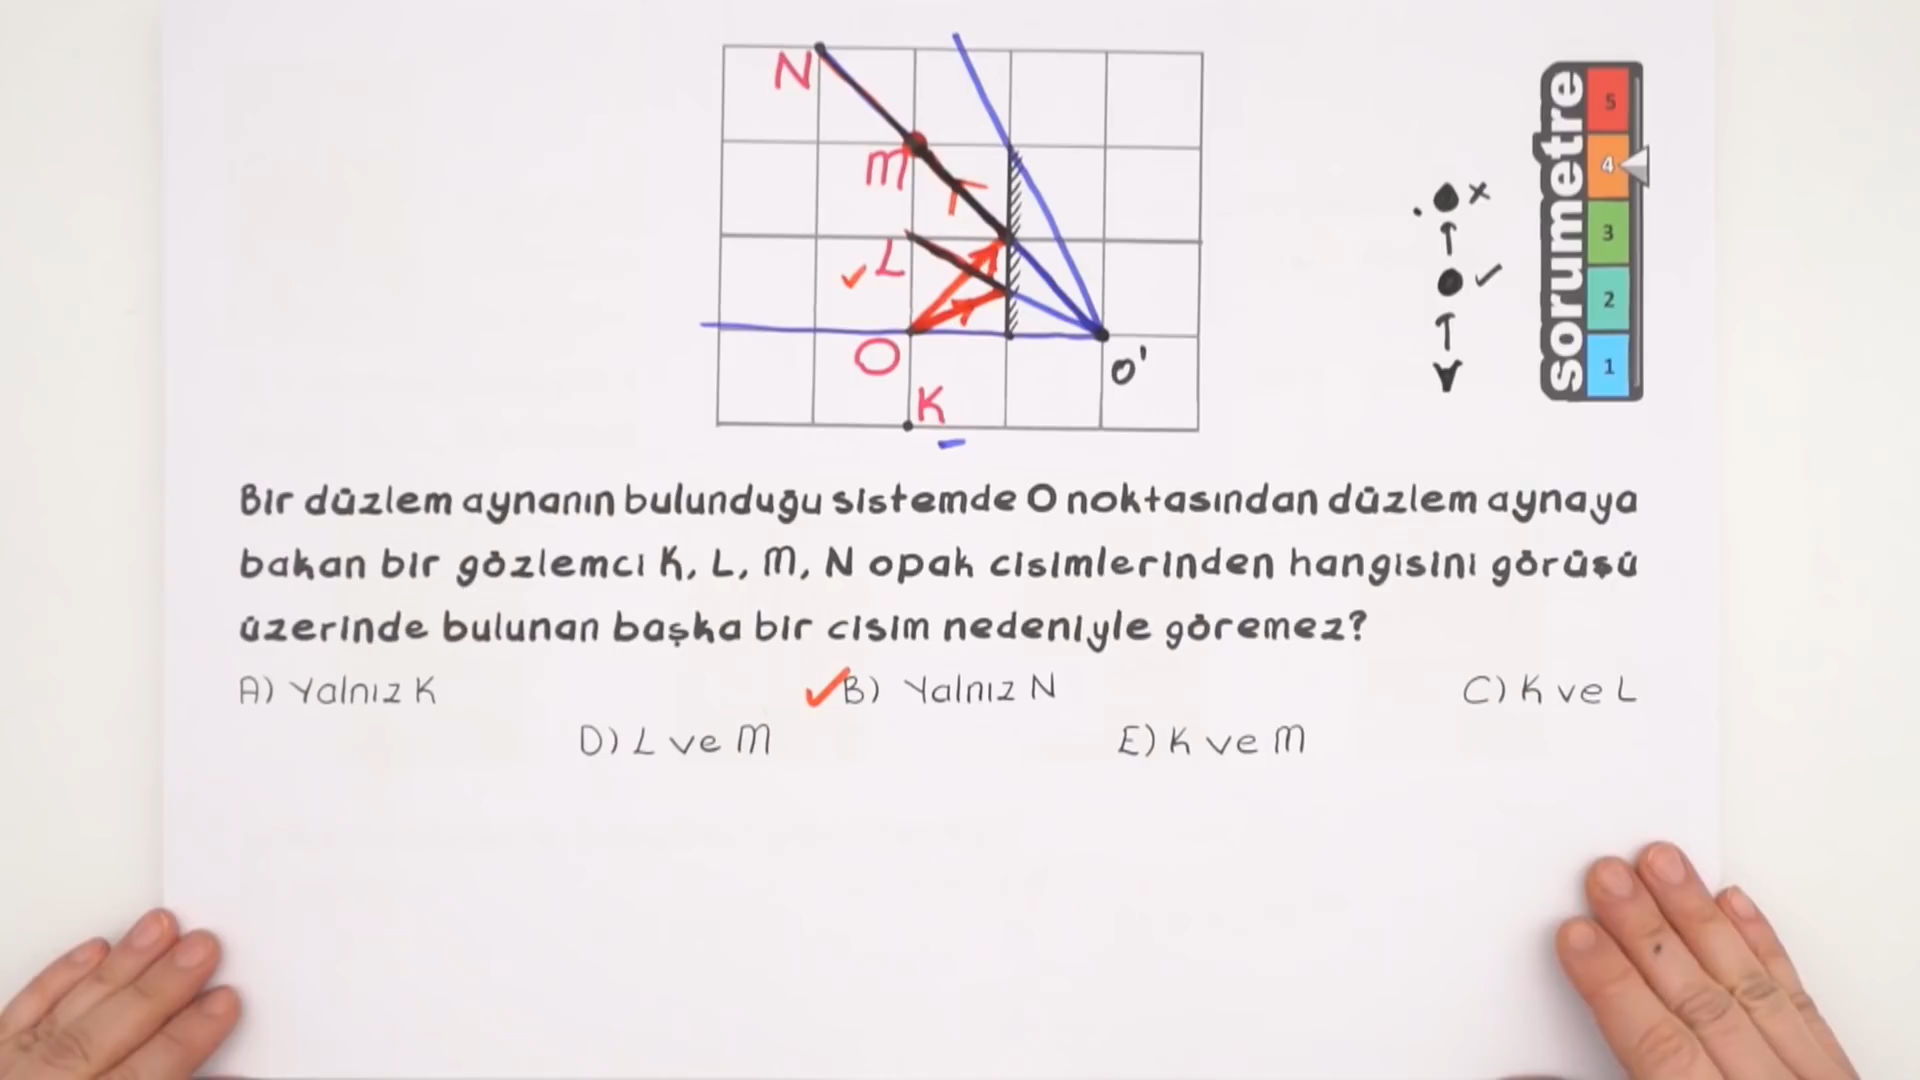 N
M
L
O
O'
K
sorumetre
5
4
3
2
1
Bir düzlem aynanın bulunduğu sistemde O noktasından düzlem aynaya
bakan bir gözlemci K, L, M, N opak cisimlerinden hangisini görüşü
üzerinde bulunan başka bir cisim nedeniyle göremez?
A) Yalnız K
B) Yalnız N
C) K ve L
D) L ve M
E) K ve M